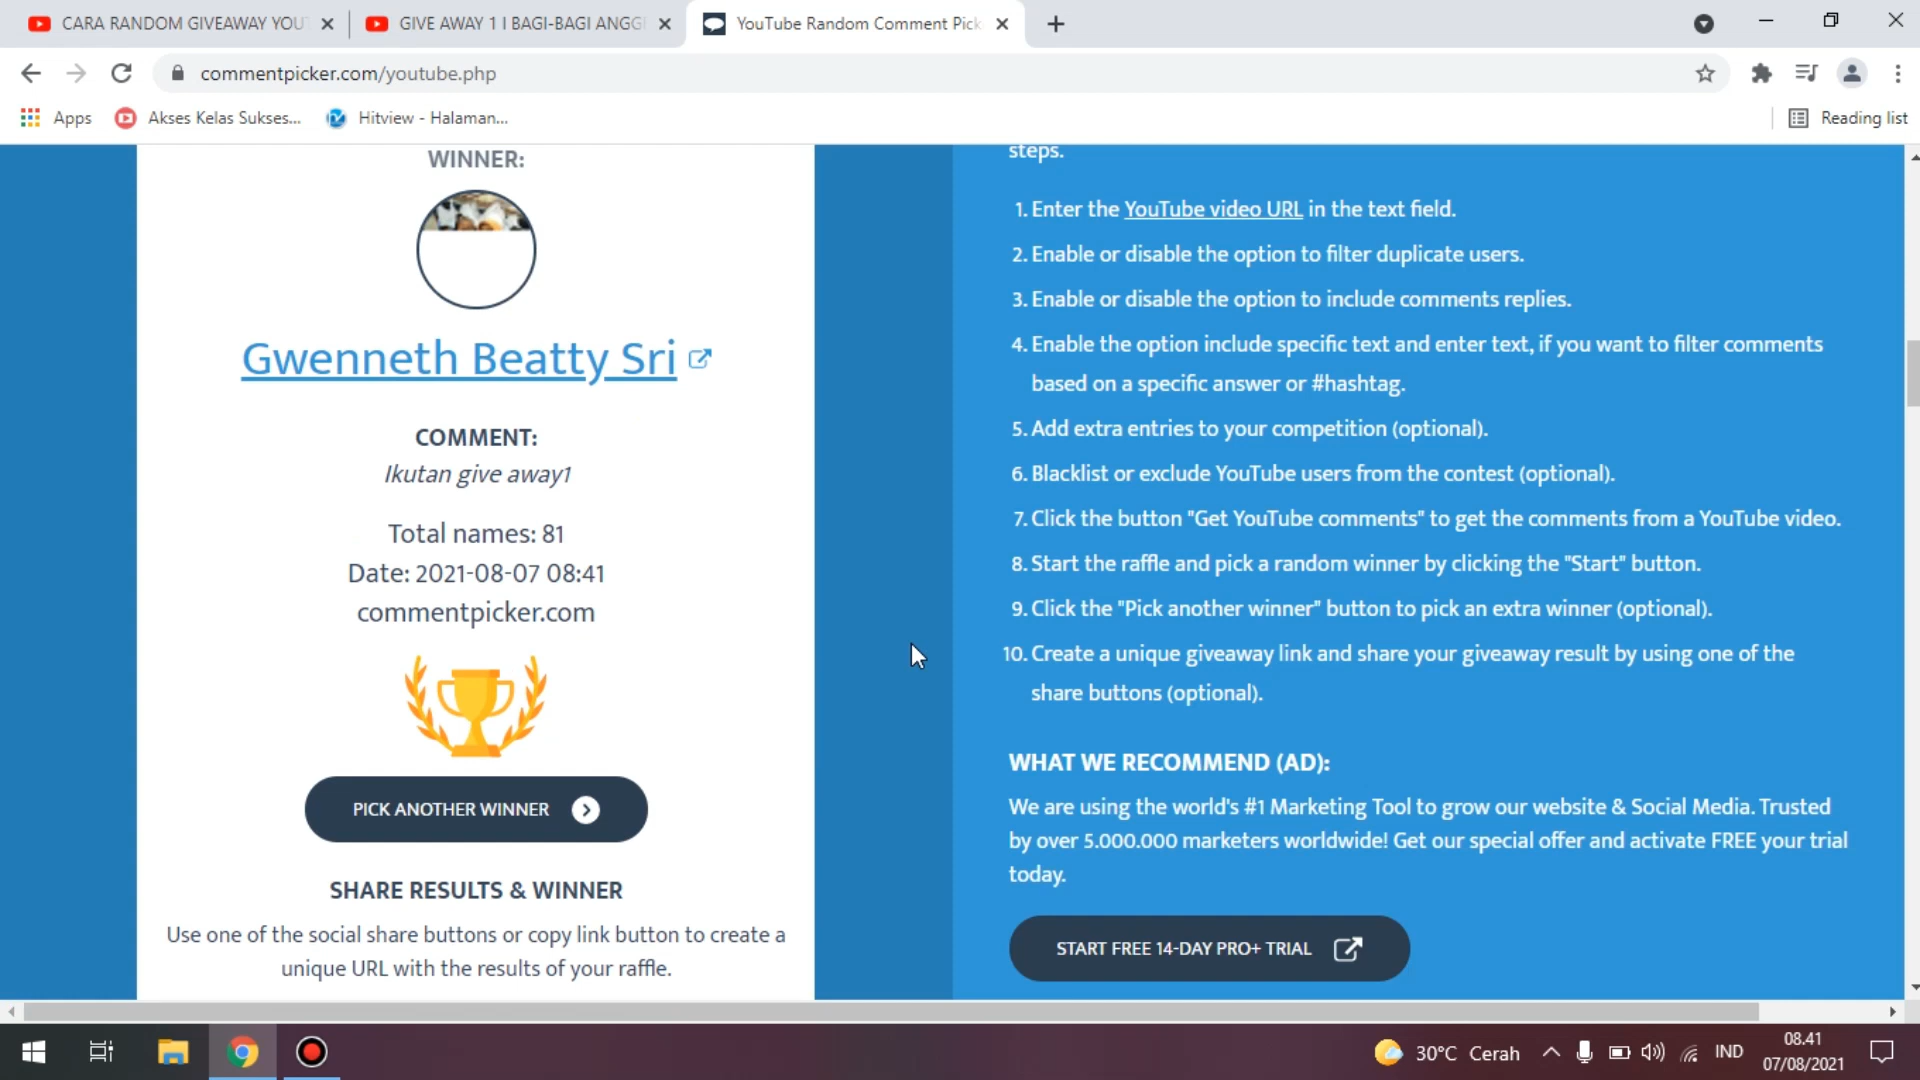 CARA RANDOM GIVEAWAY YOU
GIVE AWAY 1 I BAGI-BAGI ANGG
YouTube Random Comment Pick
commentpicker.com/youtube.php
Apps
Akses Kelas Sukses...
Hitview - Halaman...
Reading list
WINNER:
Gwenneth Beatty Sri
COMMENT:
Ikutan give away1
Total names: 81
Date: 2021-08-07 08:41
commentpicker.com
PICK ANOTHER WINNER
SHARE RESULTS & WINNER
Use one of the social share buttons or copy link button to create a
unique URL with the results of your raffle.
steps.
1. Enter the YouTube video URL in the text field.
2. Enable or disable the option to filter duplicate users.
3. Enable or disable the option to include comments replies.
4. Enable the option include specific text and enter text, if you want to filter comments
based on a specific answer or #hashtag.
5. Add extra entries to your competition (optional).
6. Blacklist or exclude YouTube users from the contest (optional).
7. Click the button "Get YouTube comments" to get the comments from a YouTube video.
8. Start the raffle and pick a random winner by clicking the "Start" button.
9. Click the "Pick another winner" button to pick an extra winner (optional).
10. Create a unique giveaway link and share your giveaway result by using one of the
share buttons (optional).
WHAT WE RECOMMEND (AD):
We are using the world's #1 Marketing Tool to grow our website & Social Media. Trusted
by over 5.000.000 marketers worldwide! Get our special offer and activate FREE your trial
today.
START FREE 14-DAY PRO+ TRIAL
30°C Cerah
IND
08.41
07/08/2021